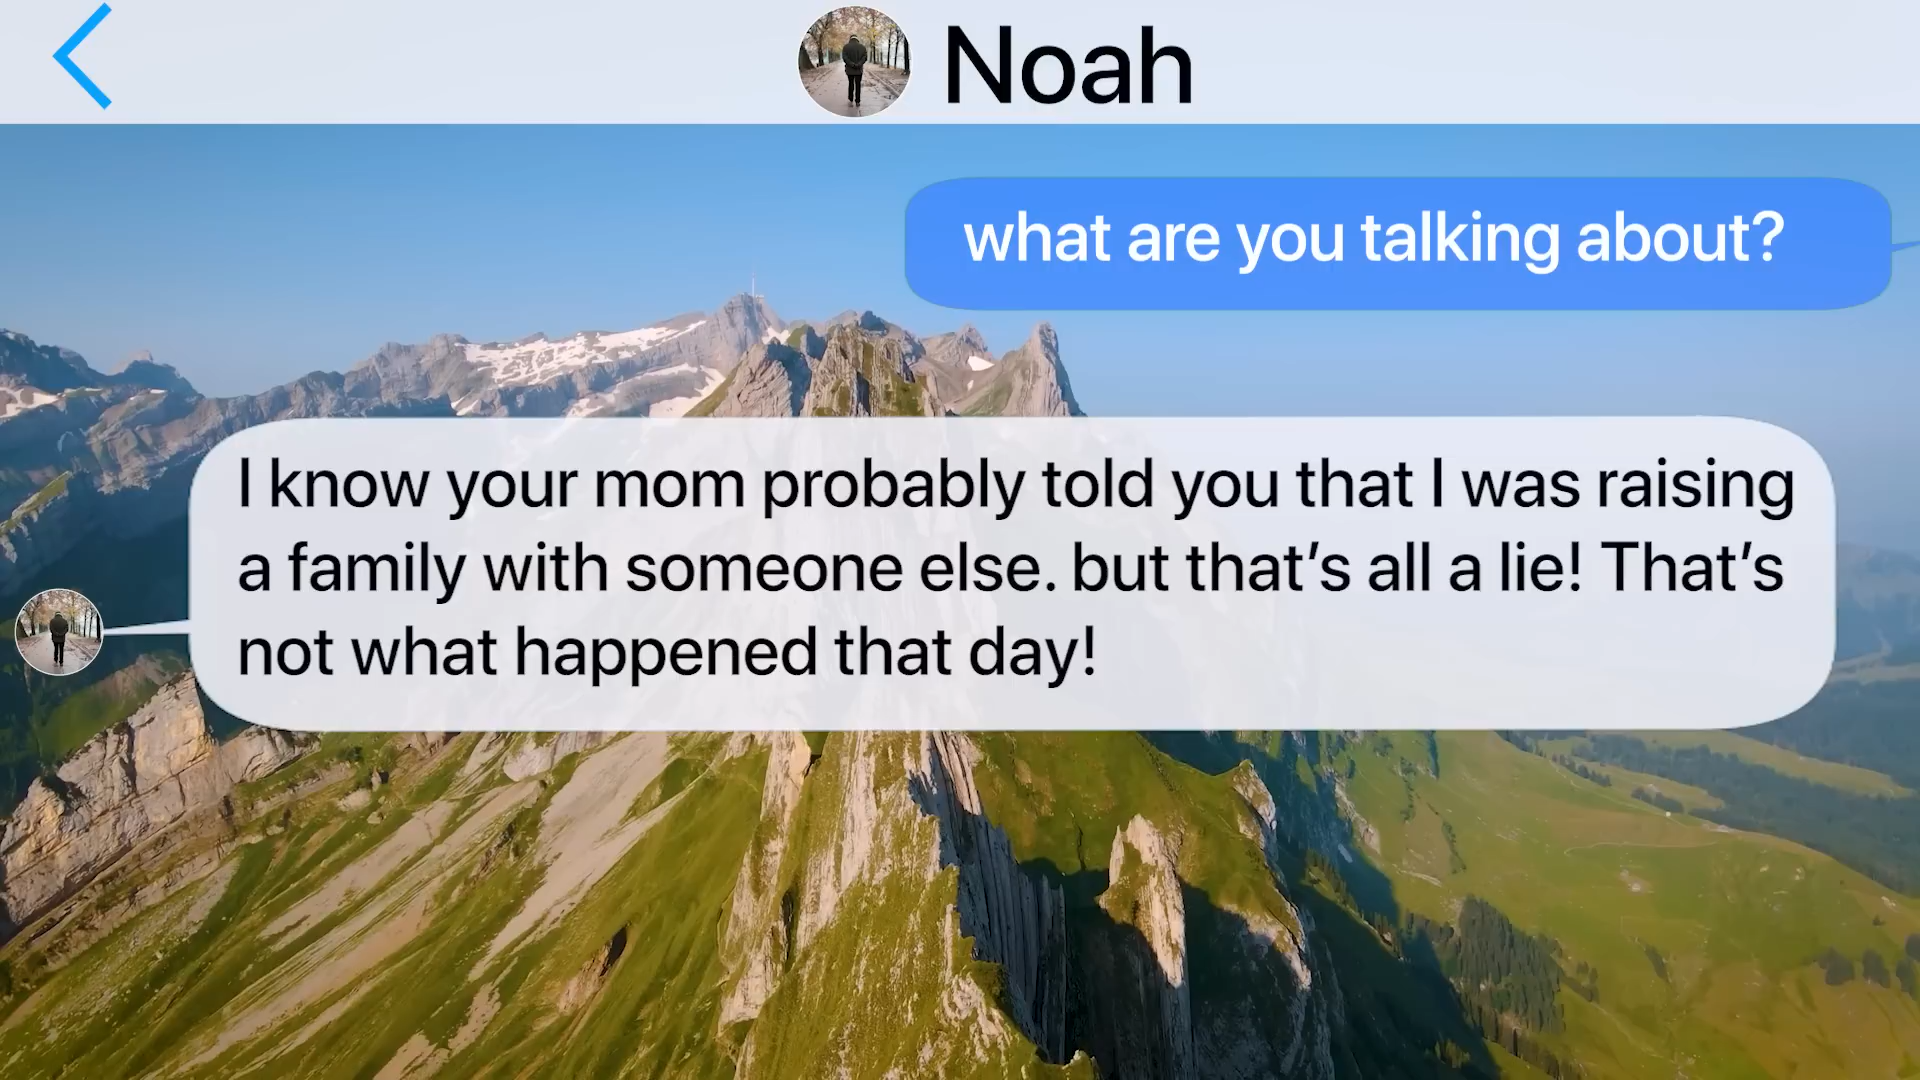 Noah
what are you talking about?
I know your mom probably told you that I was raising
a family with someone else. but that's all a lie! That's
not what happened that day!